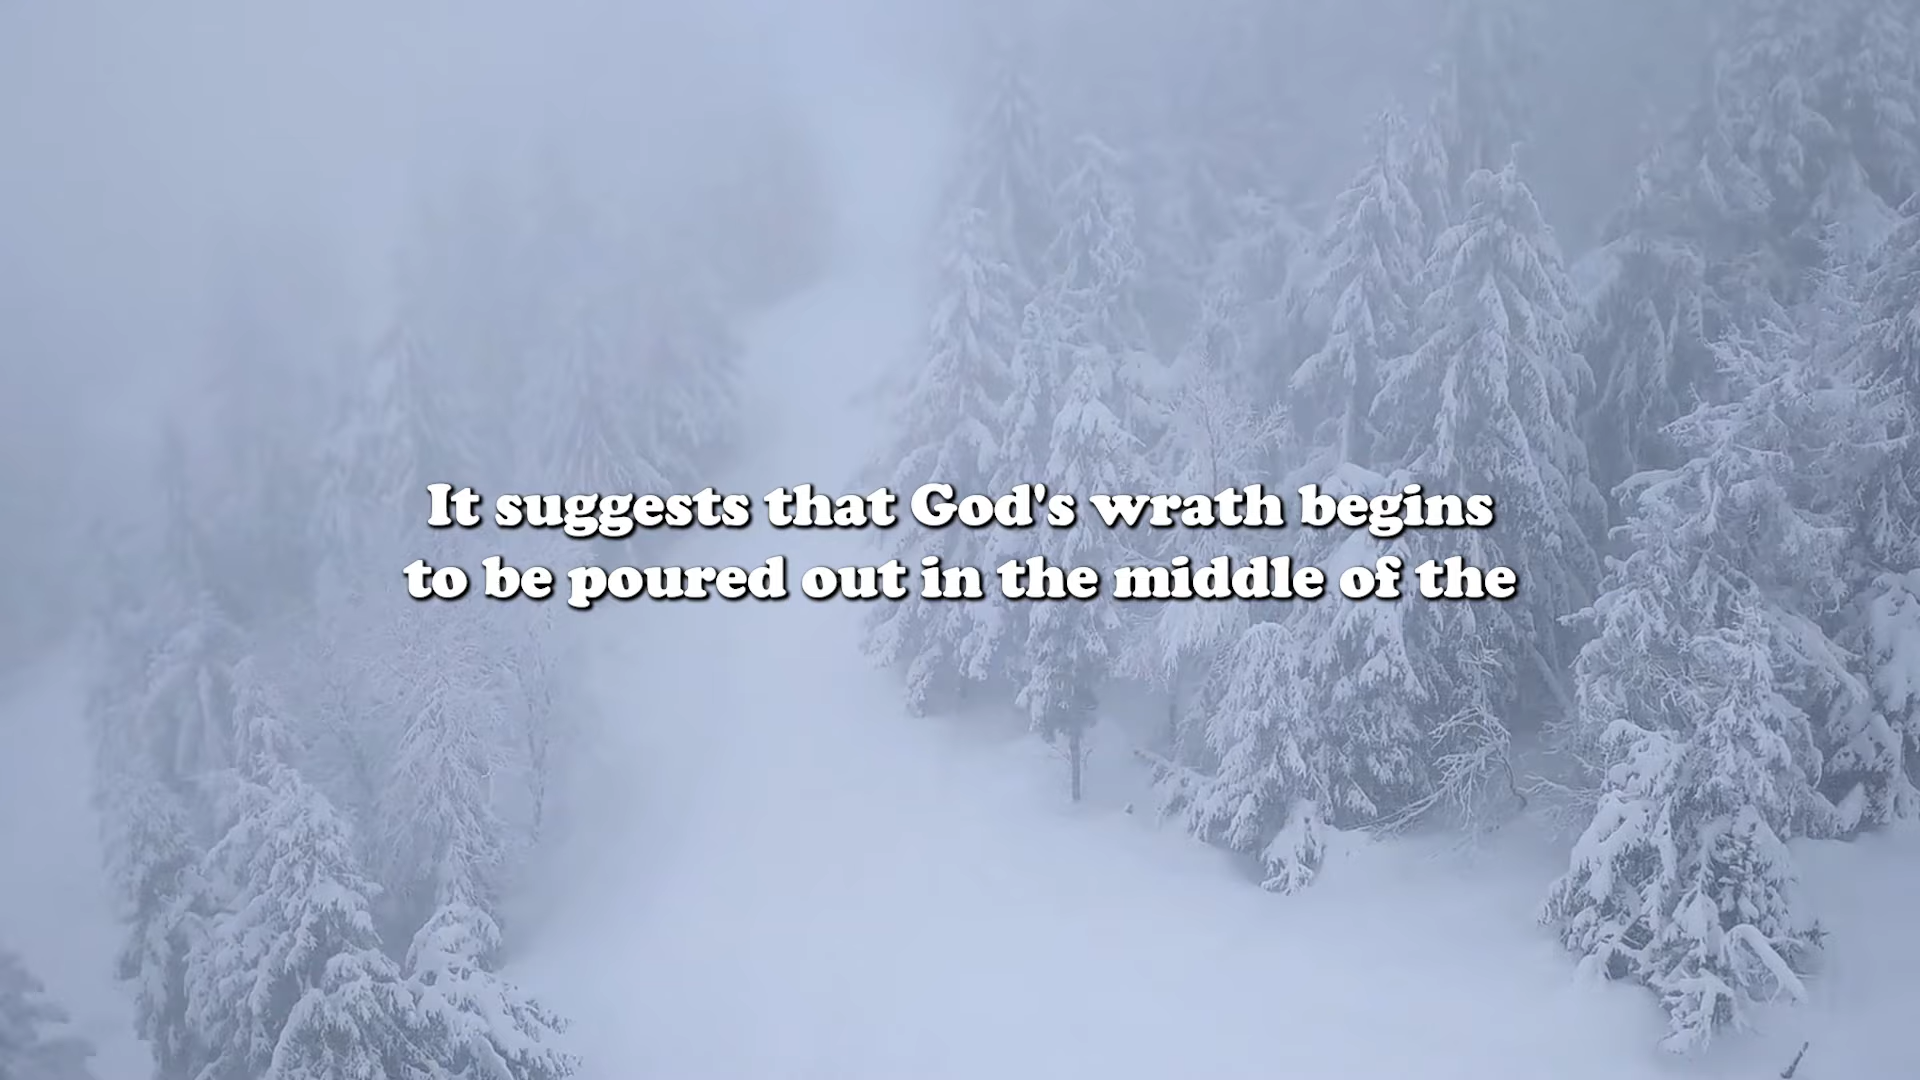 It suggests that God's wrath begins
to be poured out in the middle of the